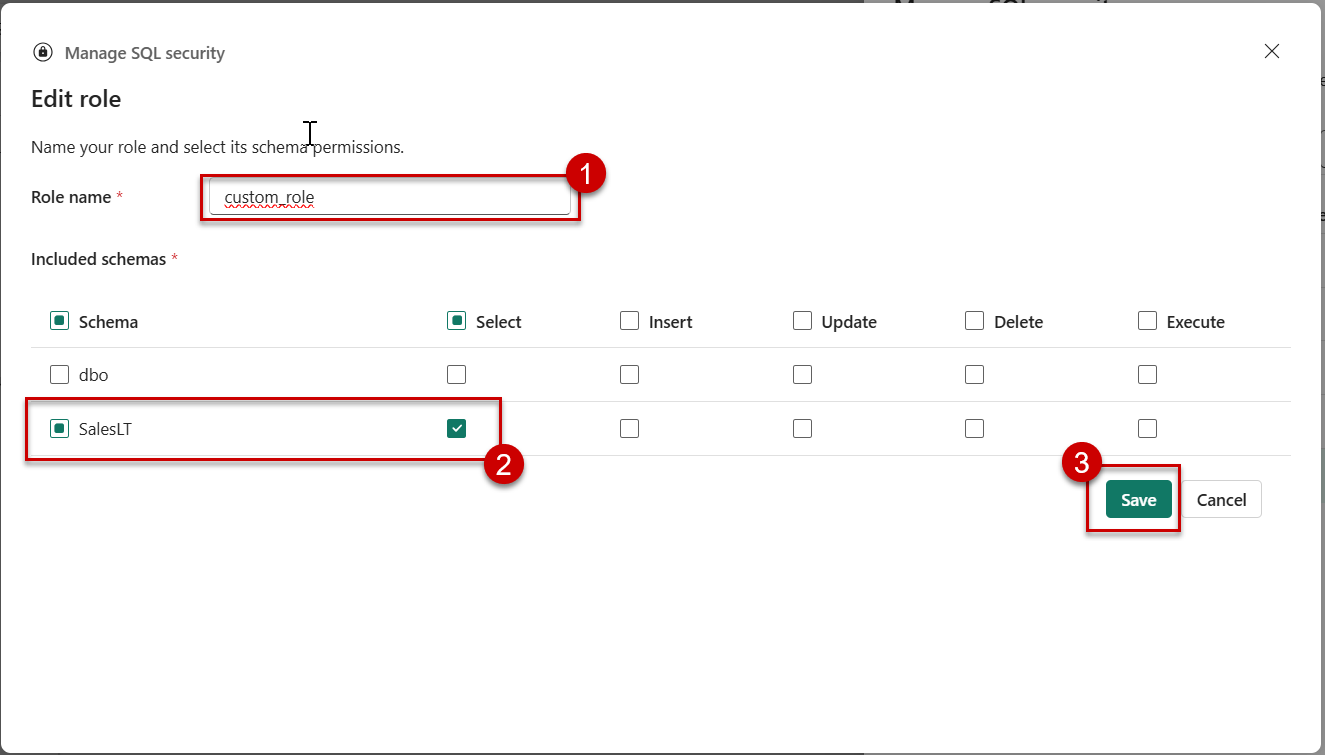 Manage SQL security
Edit role
Name your role and select its schema permissions.
Role name *
custom_role
1
Included schemas *
Schema Select Insert Update Delete Execute
dbo
SalesLT
2
3
Save Cancel